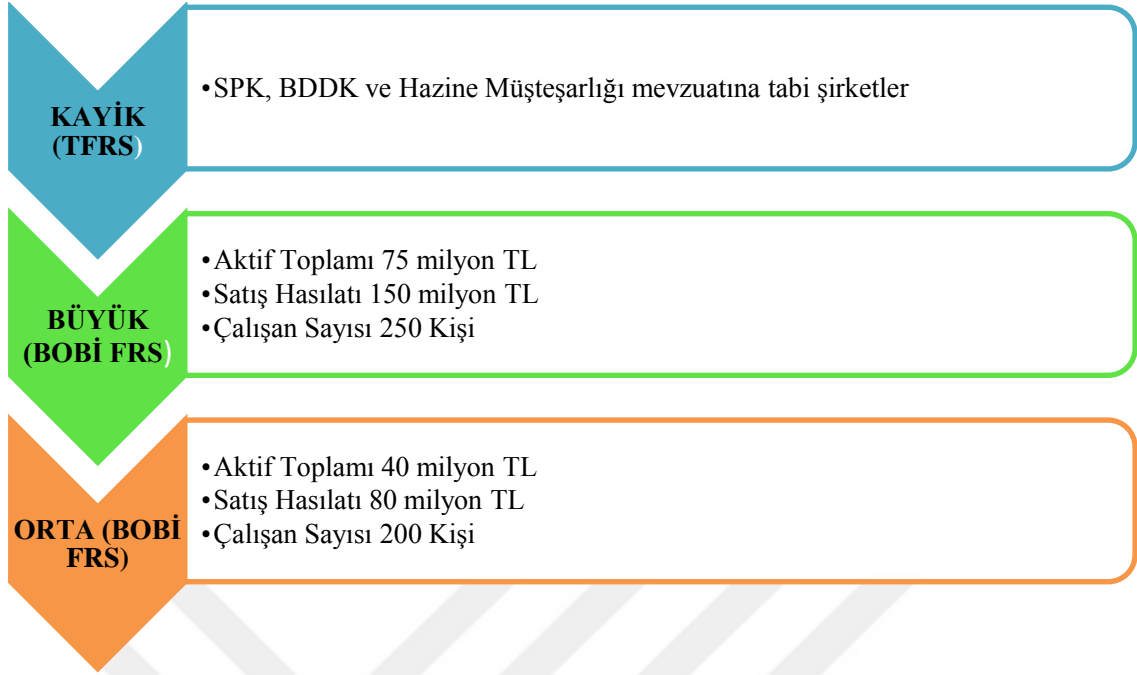 KAYİK
(TFRS)
•SPK, BDDK ve Hazine Müşteşarlığı mevzuatına tabi şirketler
BÜYÜK
(BOBİ FRS)
•Aktif Toplamı 75 milyon TL
•Satış Hasılatı 150 milyon TL
•Çalışan Sayısı 250 Kişi
ORTA (BOBİ
FRS)
•Aktif Toplamı 40 milyon TL
•Satış Hasılatı 80 milyon TL
•Çalışan Sayısı 200 Kişi